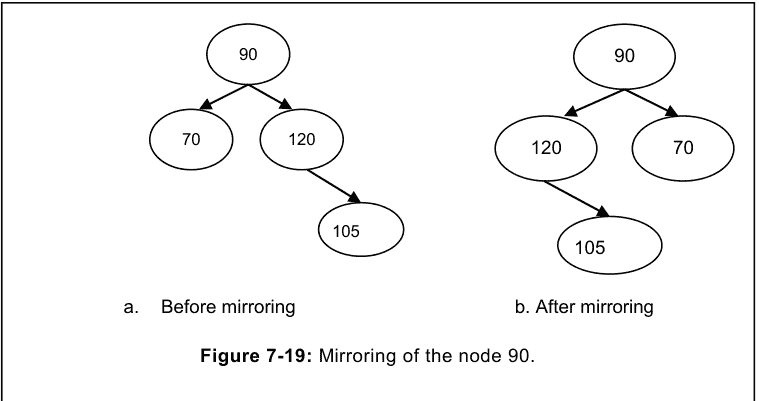 90
70
120
105
a. Before mirroring
90
120
70
105
b. After mirroring
Figure 7-19: Mirroring of the node 90.